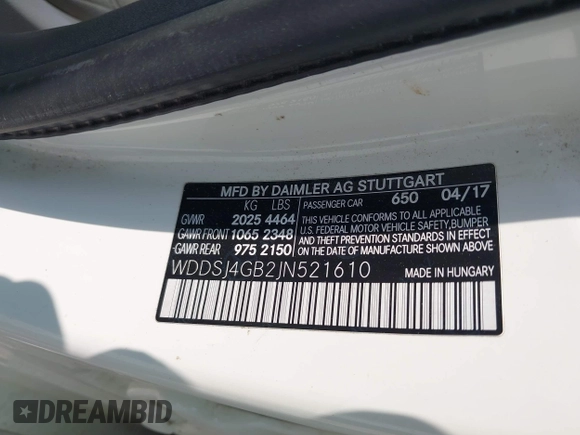 MFD BY DAIMLER AG STUTTGART
KG LBS
GVWR 2025 4464
GAWR FRONT 1065 2348
GAWR REAR 975 2150
PASSENGER CAR 650 04/17
THIS VEHICLE CONFORMS TO ALL APPLICABLE
U.S. FEDERAL MOTOR VEHICLE SAFETY, BUMPER
AND THEFT PREVENTION STANDARDS IN EFFECT
ON THE DATE OF MANUFACTURE SHOWN ABOVE.
WDDSJ4GB2JN521610
MADE IN HUNGARY
DREAMBID